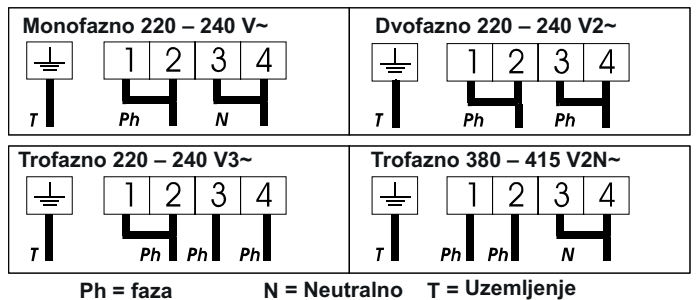 Monofazno 220 – 240 V~
1 2 3 4
T Ph N
Dvofazno 220 – 240 V2~
1 2 3 4
T Ph Ph
Trofazno 220 – 240 V3~
1 2 3 4
T Ph Ph Ph
Trofazno 380 – 415 V2N~
1 2 3 4
T Ph Ph N
Ph = faza N = Neutralno T = Uzemljenje